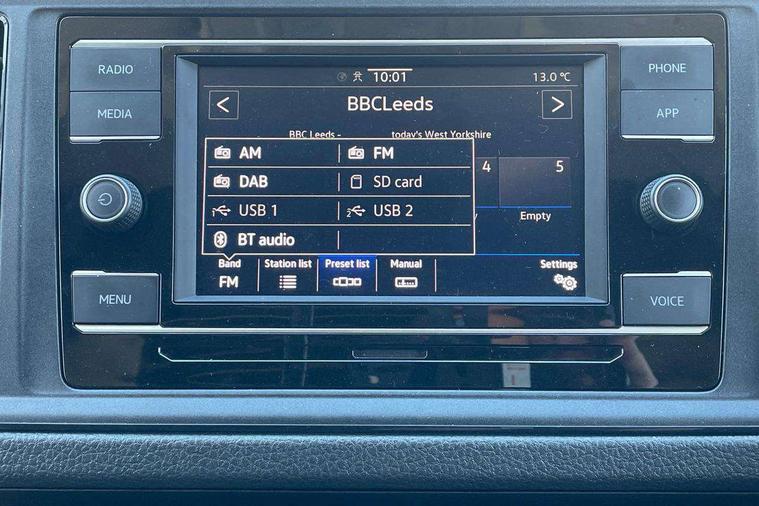 RADIO
MEDIA
MENU
PHONE
APP
VOICE
10:01
13.0 °C
<
BBCLeeds
>
BBC Leeds - today's West Yorkshire
AM FM
DAB SD card
1 USB 1 2 USB 2
BT audio
4 5
Empty
Band Station list Preset list Manual Settings
FM